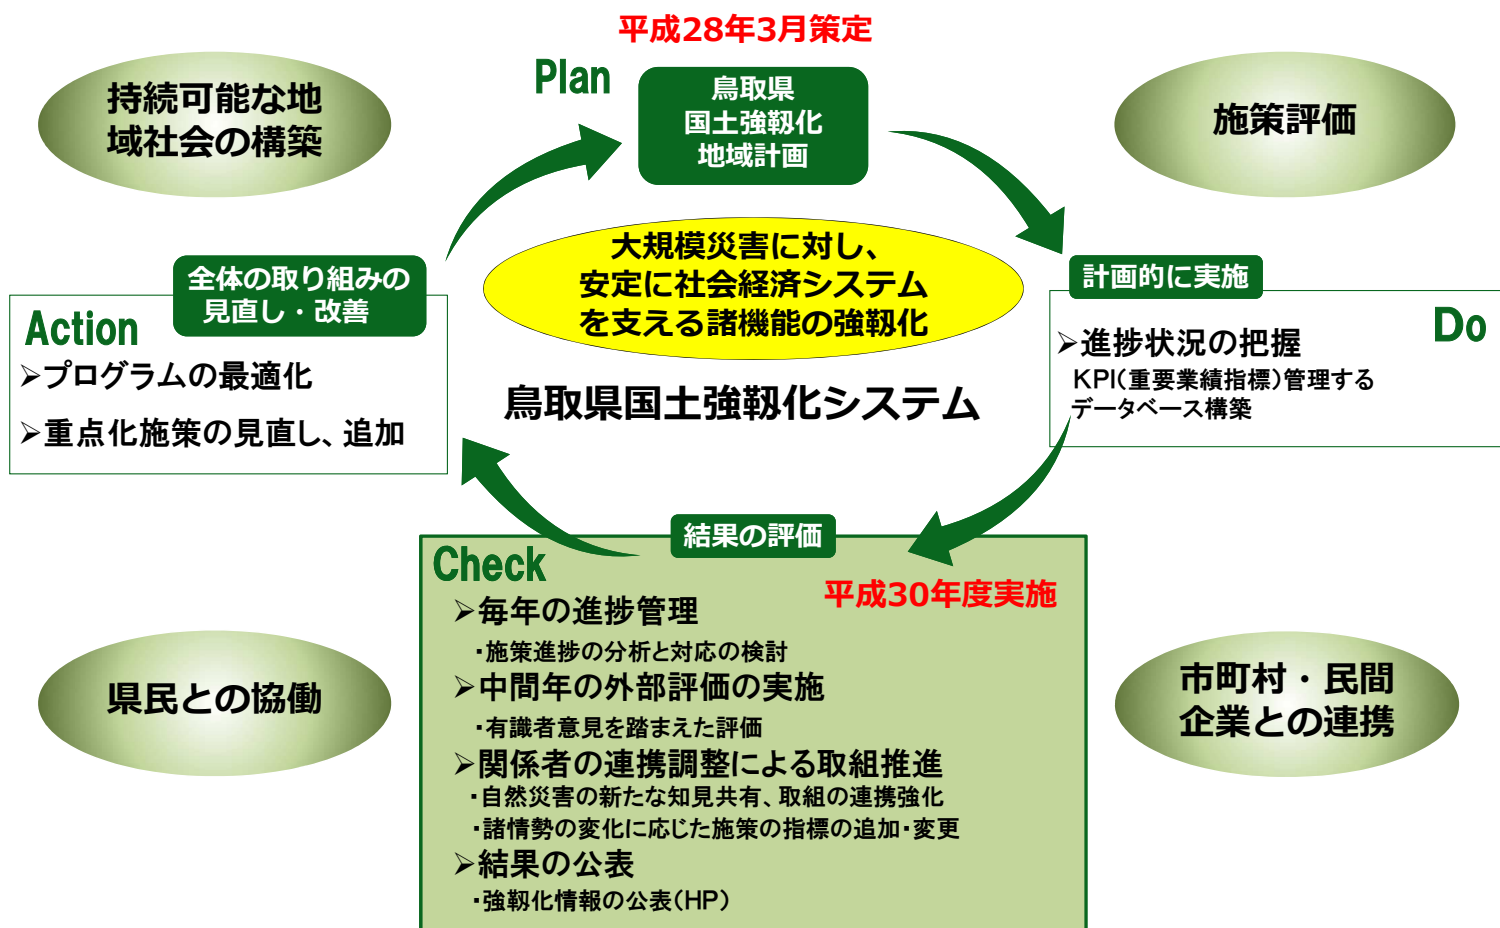 平成28年3月策定
Plan
鳥取県
国土強靱化
地域計画
持続可能な地
域社会の構築
施策評価
大規模災害に対し、
安定に社会経済システム
を支える諸機能の強靱化
鳥取県国土強靱化システム
計画的に実施
Do
➢進捗状況の把握
KPI(重要業績指標)管理する
データベース構築
全体の取り組みの
見直し・改善
Action
➢プログラムの最適化
➢重点化施策の見直し、追加
結果の評価
Check
平成30年度実施
➢毎年の進捗管理
・施策進捗の分析と対応の検討
➢中間年の外部評価の実施
・有識者意見を踏まえた評価
➢関係者の連携調整による取組推進
・自然災害の新たな知見共有、取組の連携強化
・諸情勢の変化に応じた施策の指標の追加・変更
➢結果の公表
・強靱化情報の公表(HP)
県民との協働
市町村・民間
企業との連携